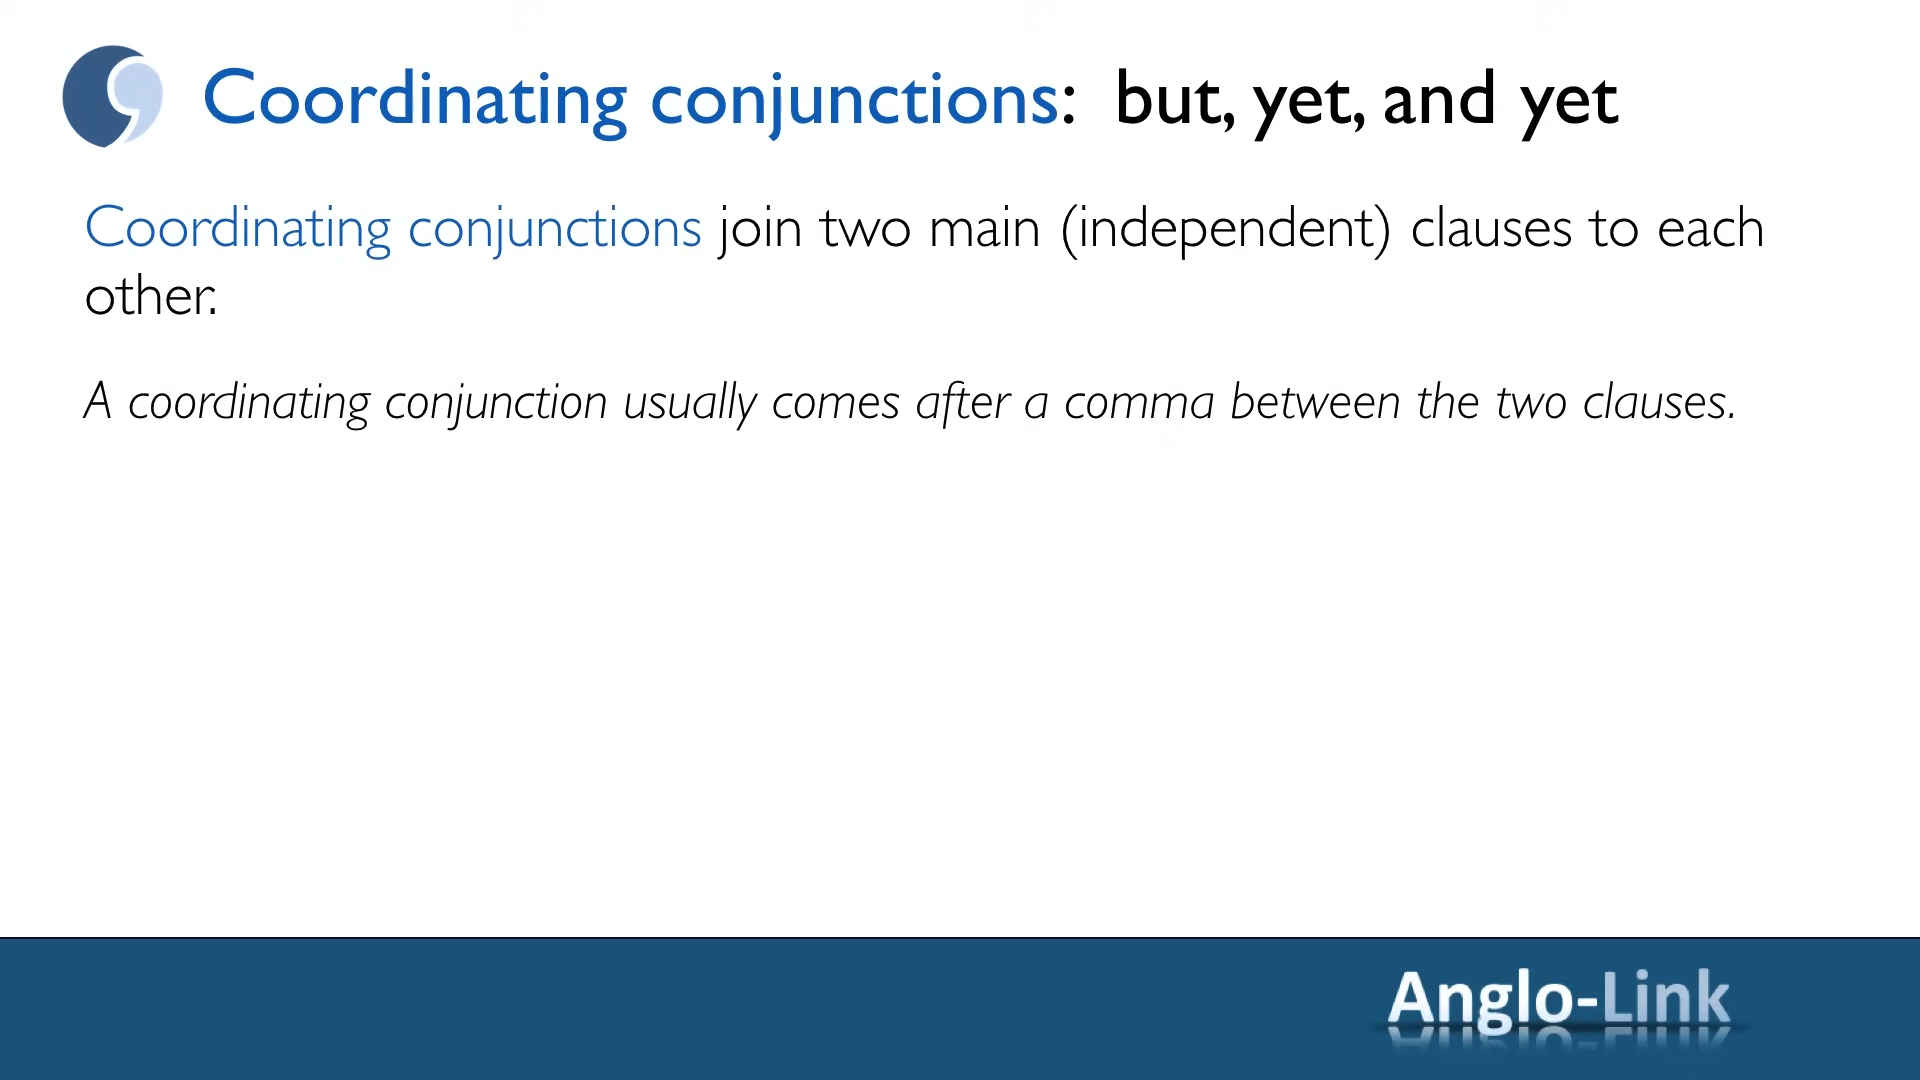 Coordinating conjunctions: but, yet, and yet
Coordinating conjunctions join two main (independent) clauses to each
other.
A coordinating conjunction usually comes after a comma between the two clauses.
Anglo-Link